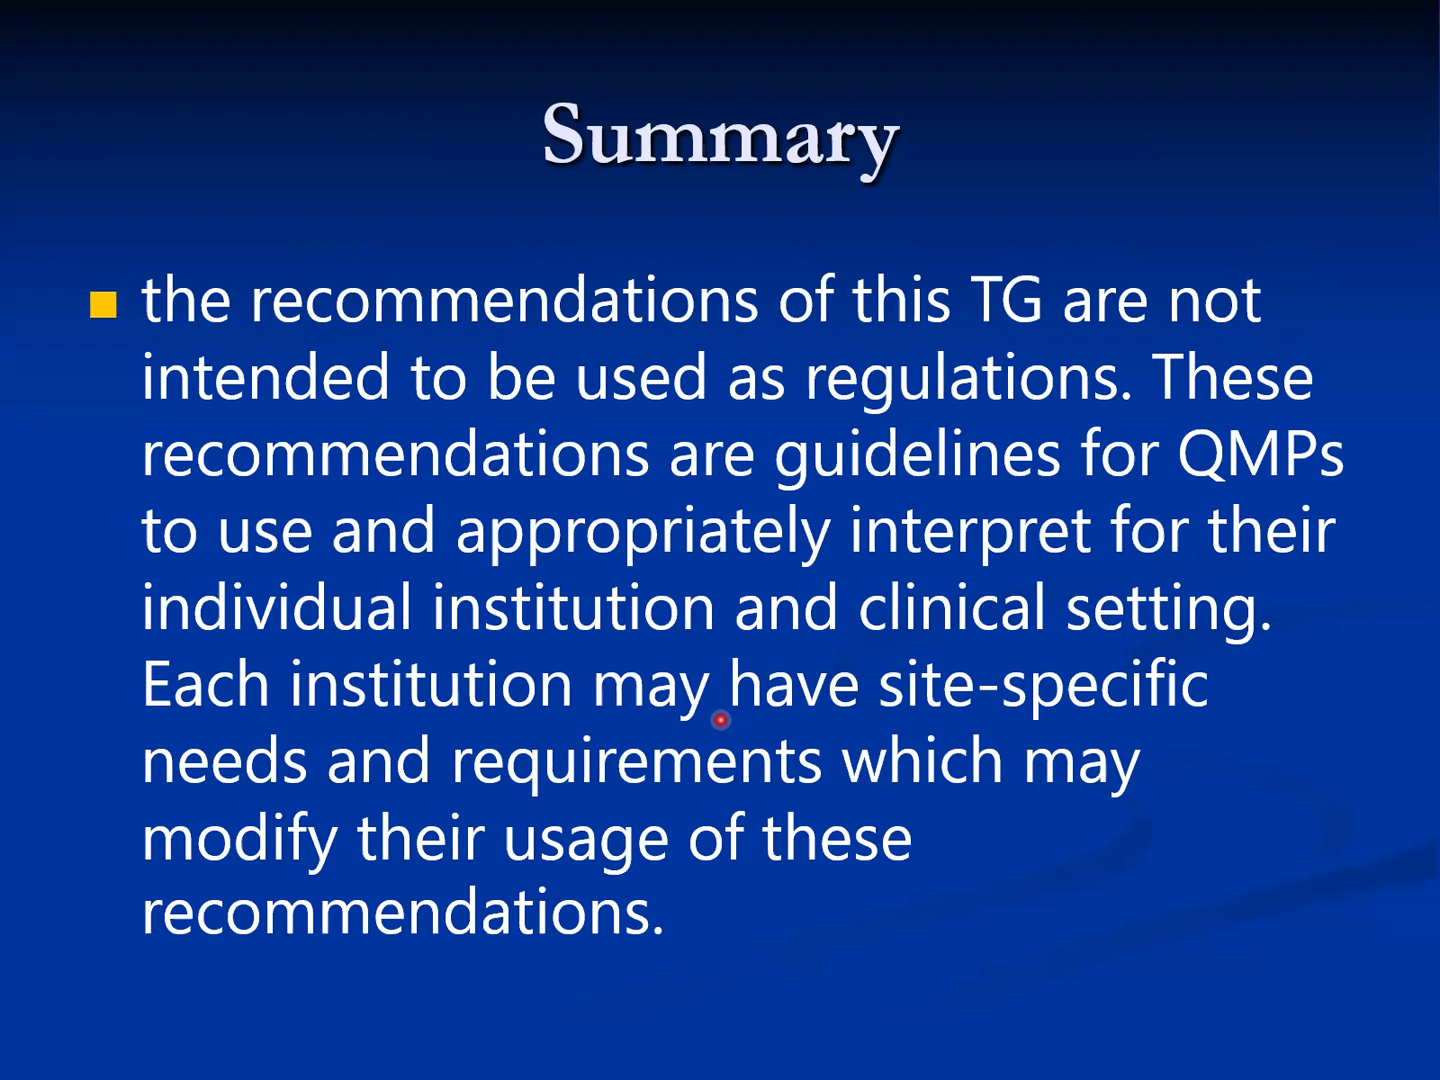 Summary
the recommendations of this TG are not
intended to be used as regulations. These
recommendations are guidelines for QMPs
to use and appropriately interpret for their
individual institution and clinical setting.
Each institution may have site-specific
needs and requirements which may
modify their usage of these
recommendations.